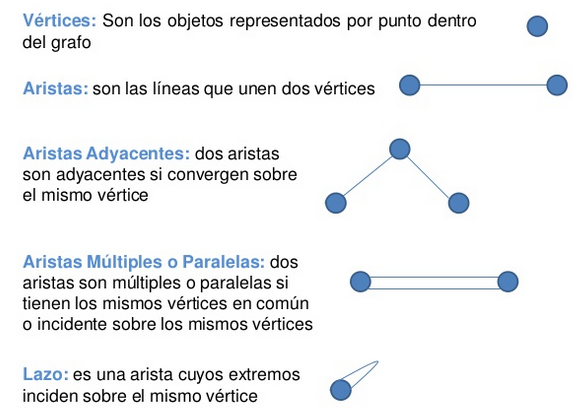 Vértices: Son los objetos representados por punto dentro
del grafo
Aristas: son las líneas que unen dos vértices
Aristas Adyacentes: dos aristas
son adyacentes si convergen sobre
el mismo vértice
Aristas Múltiples o Paralelas: dos
aristas son múltiples o paralelas si
tienen los mismos vértices en común
o incidente sobre los mismos vértices
Lazo: es una arista cuyos extremos
inciden sobre el mismo vértice